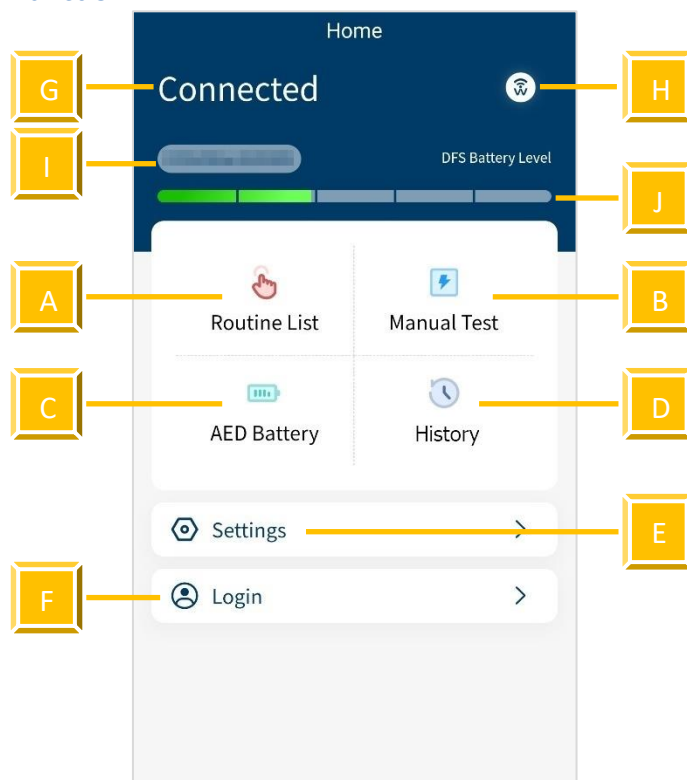 Home
G
Connected
H
I
DFS Battery Level
J
A
Routine List
Manual Test
B
C
AED Battery
History
D
Settings
E
F
Login